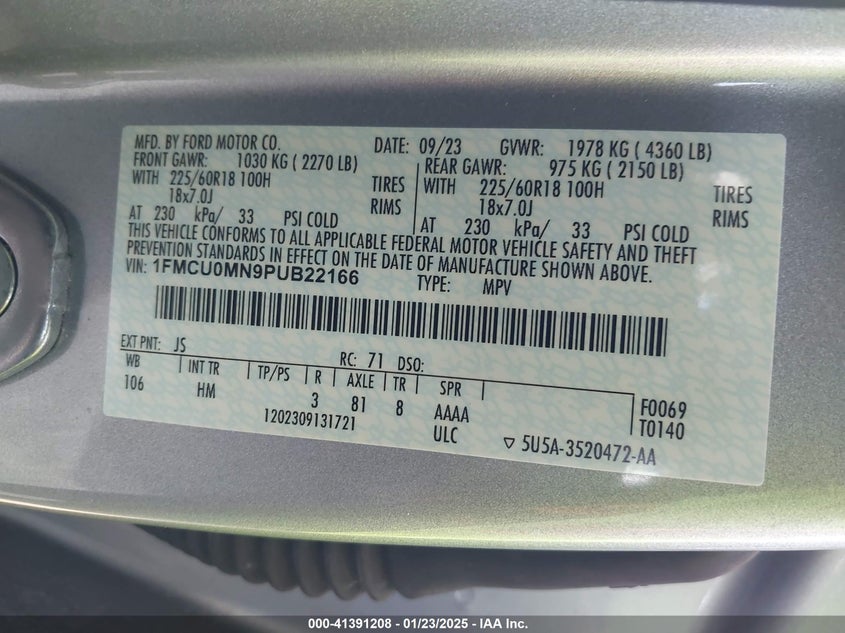 MFD. BY FORD MOTOR CO. DATE: 09/23 GVWR: 1978 KG ( 4360 LB)
FRONT GAWR: 1030 KG ( 2270 LB) REAR GAWR: 975 KG ( 2150 LB)
WITH 225/60R18 100H TIRES WITH 225/60R18 100H TIRES
18x7.0J RIMS 18x7.0J RIMS
AT 230 kPa/ 33 PSI COLD AT 230 kPa/ 33 PSI COLD
THIS VEHICLE CONFORMS TO ALL APPLICABLE FEDERAL MOTOR VEHICLE SAFETY AND THEFT
PREVENTION STANDARDS IN EFFECT ON THE DATE OF MANUFACTURE SHOWN ABOVE.
VIN: 1FMCU0MN9PUB22166 TYPE: MPV
EXT PNT: JS RC: 71 DSO:
WB INT TR TP/PS R AXLE TR SPR
106 HM 3 81 8 AAAA F0069
1202309131721 ULC T0140
▽ 5U5A-3520472-AA
000-41391208 - 01/23/2025 - IAA Inc.